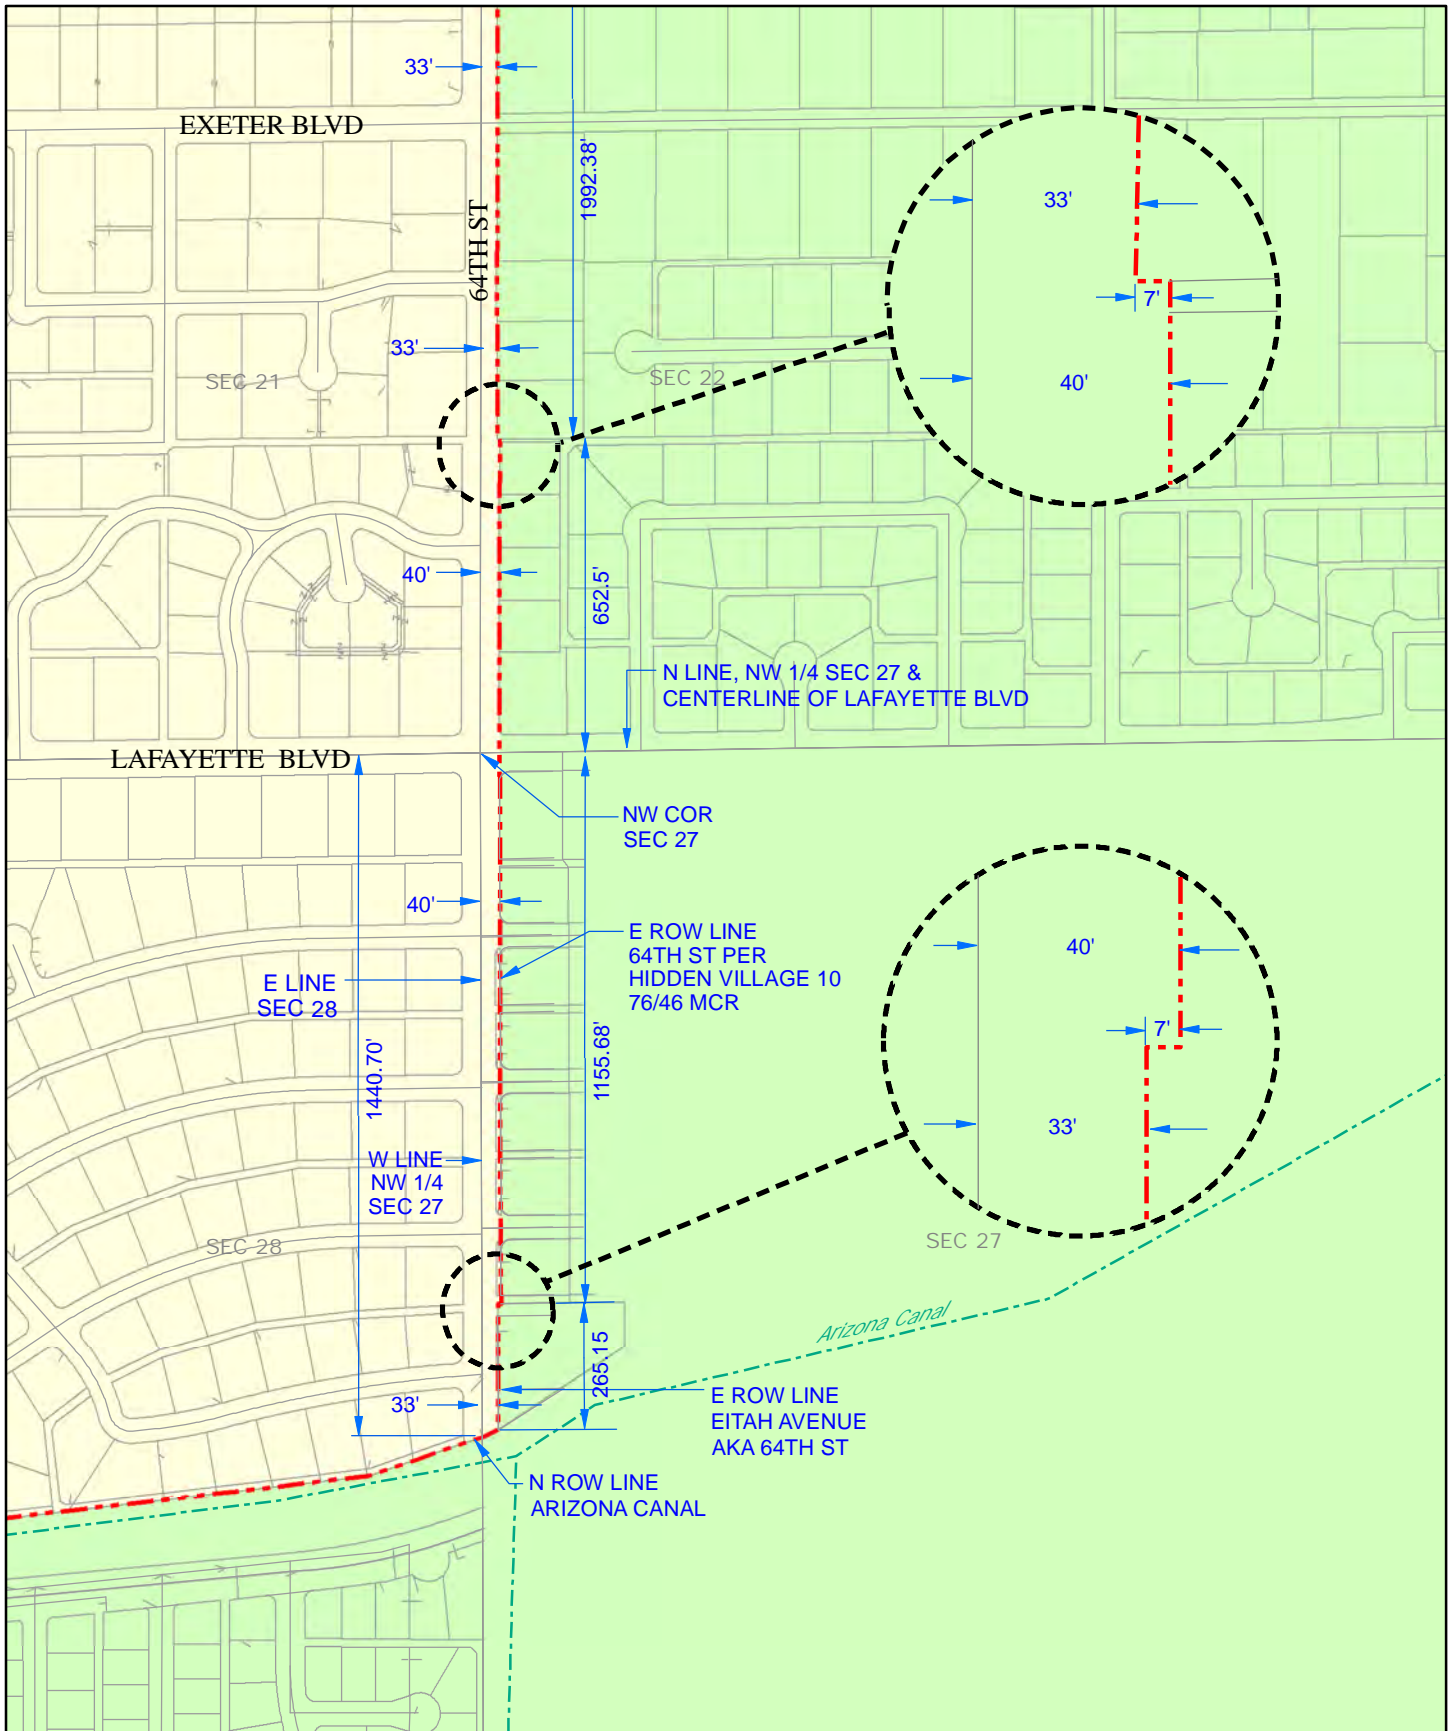 33'
EXETER BLVD
1992.38'
64TH ST
33'
7'
40'
33'
SEC 21
SEC 22
40'
652.5'
N LINE, NW 1/4 SEC 27 &
CENTERLINE OF LAFAYETTE BLVD
LAFAYETTE BLVD
NW COR
SEC 27
40'
E ROW LINE
64TH ST PER
HIDDEN VILLAGE 10
76/46 MCR
E LINE
SEC 28
40'
7'
33'
1440.70'
1155.68'
W LINE
NW 1/4
SEC 27
SEC 28
SEC 27
Arizona Canal
265.15
33'
E ROW LINE
EITAH AVENUE
AKA 64TH ST
N ROW LINE
ARIZONA CANAL